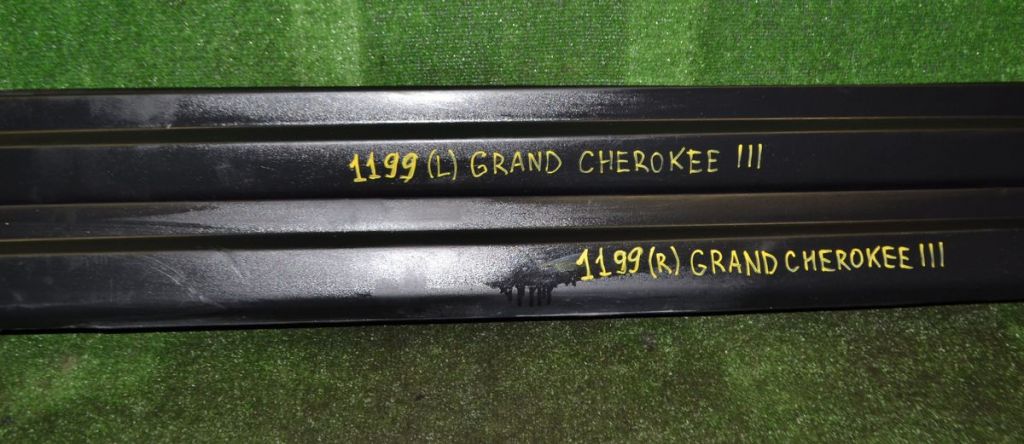 1199 (L) GRAND CHEROKEE III
1199 (R) GRAND CHEROKEE III